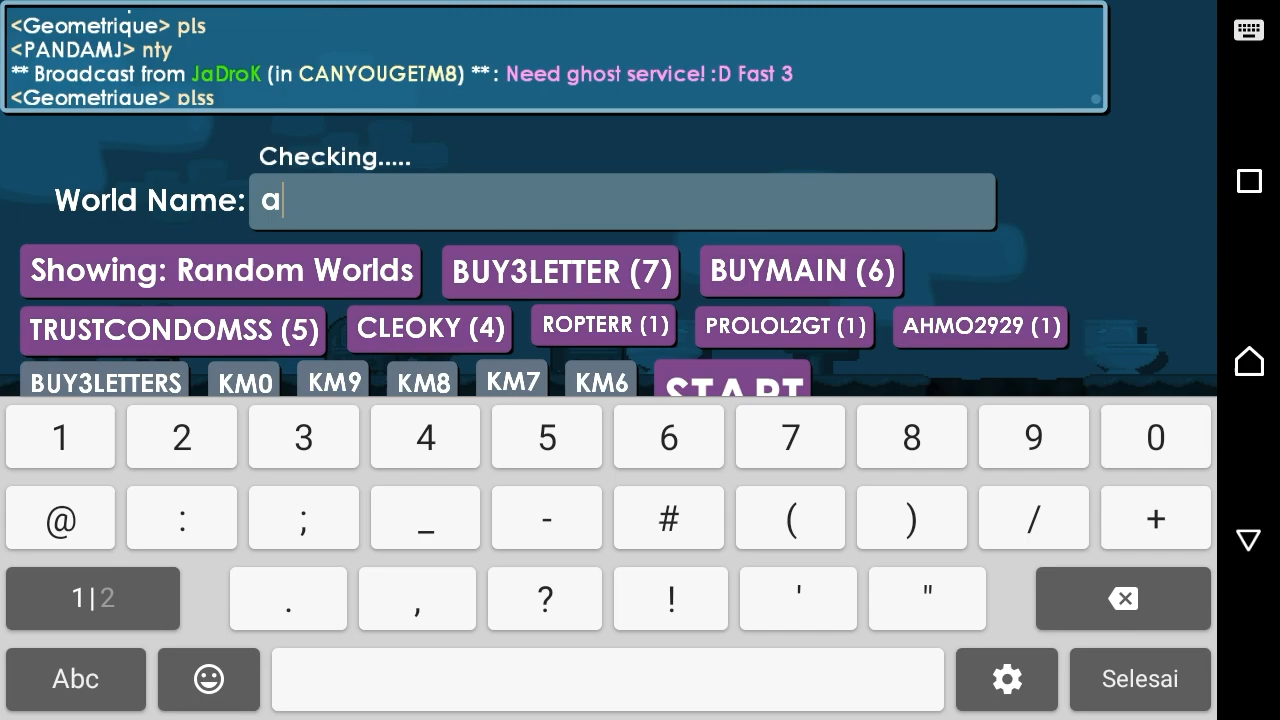 <Geometrique> pls
<PANDAMJ> nty
** Broadcast from JaDroK (in CANYOUGETM8) ** : Need ghost service! :D Fast 3
<Geometrique> plss
Checking.....
World Name: a
Showing: Random Worlds BUY3LETTER (7) BUYMAIN (6)
TRUSTCONDOMSS (5) CLEOKY (4) ROPTERR (1) PROLOL2GT (1) AHMO2929 (1)
BUY3LETTERS KM0 KM9 KM8 KM7 KM6 START
1 2 3 4 5 6 7 8 9 0
@ : ; _ - # ( ) / +
1|2 . , ? ! ' "
Abc Selesai